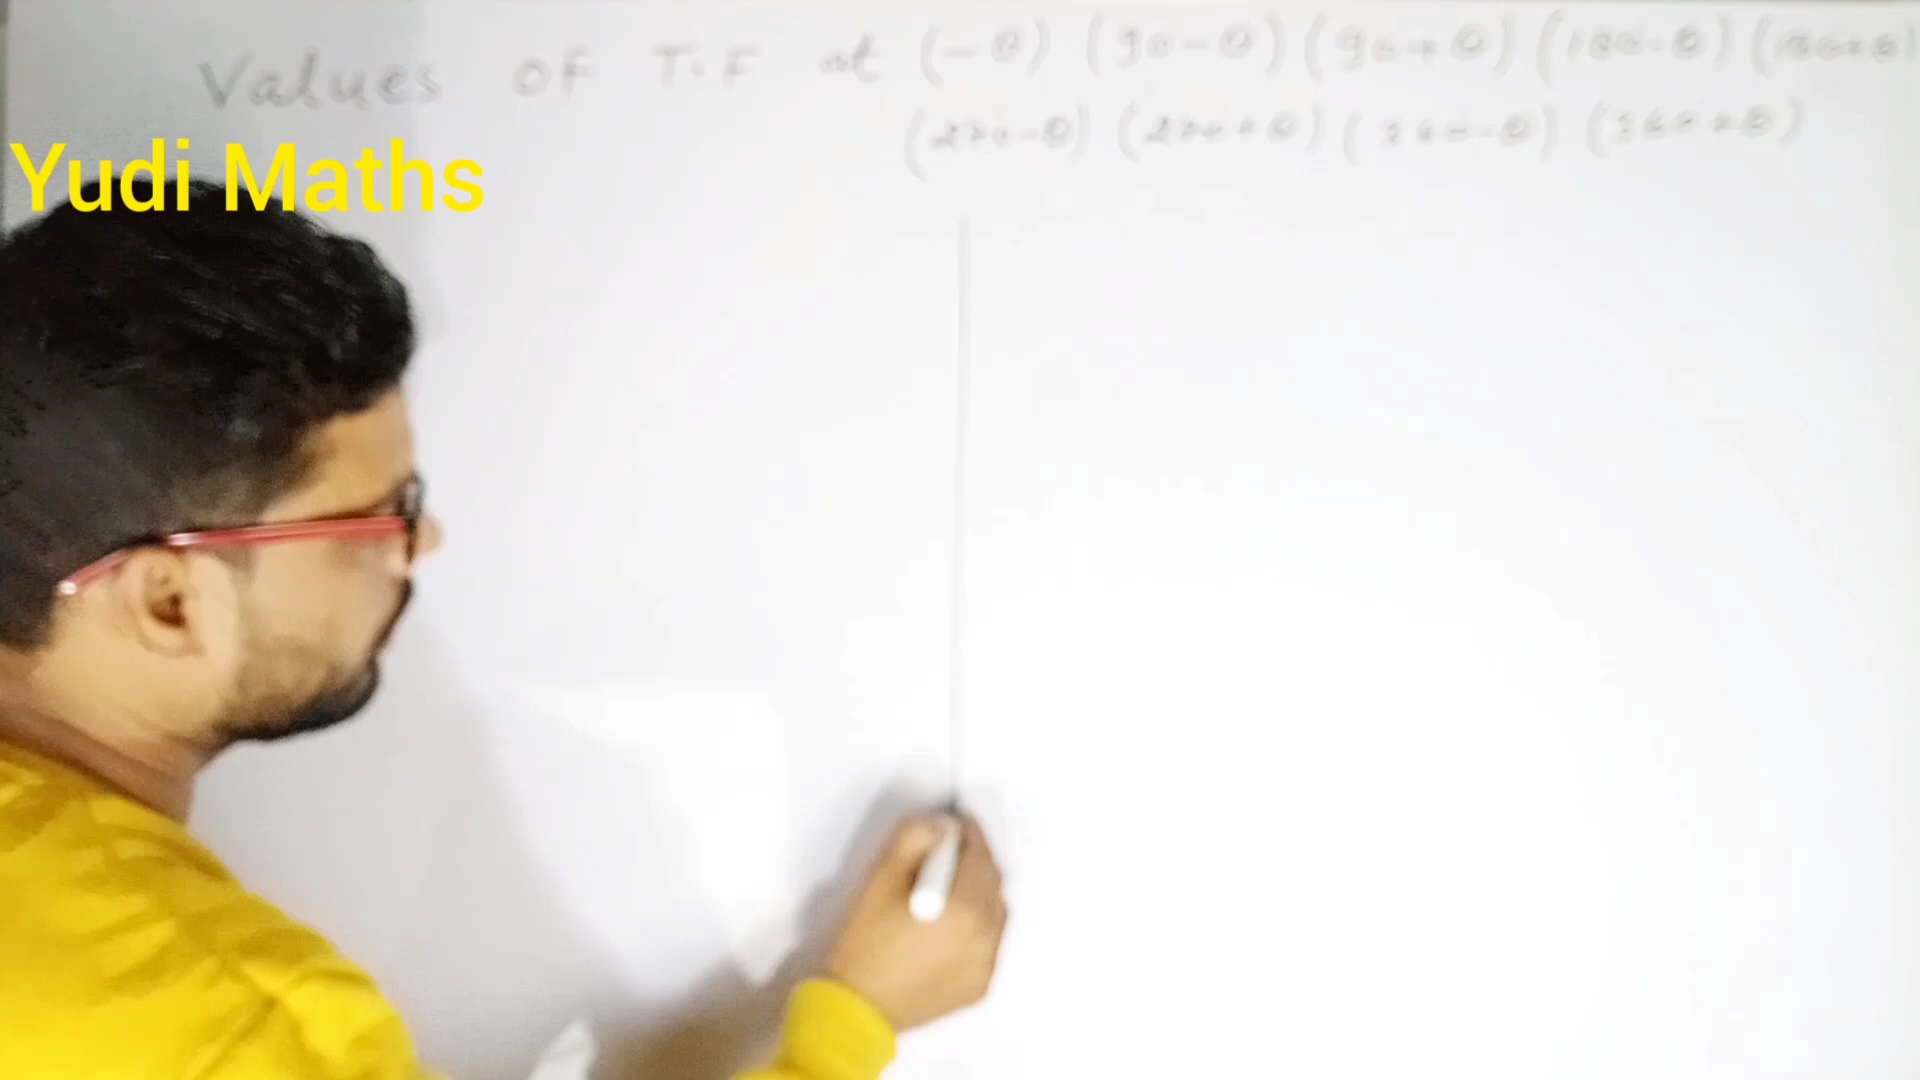 Values OF T.F at (-θ) (90-θ) (90+θ) (180-θ) (180+θ)
(270-θ) (270+θ) (360-θ) (360+θ)
Yudi Maths